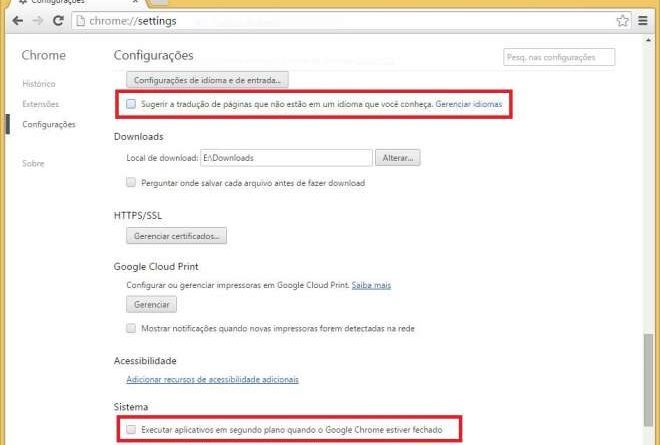 Configurações
chrome://settings
Chrome
Histórico
Extensões
Configurações
Sobre
Configurações
Pesq. nas configurações
Configurações de idioma e de entrada...
Sugerir a tradução de páginas que não estão em um idioma que você conheça. Gerenciar idiomas
Downloads
Local de download: E:\Downloads Alterar...
Perguntar onde salvar cada arquivo antes de fazer download
HTTPS/SSL
Gerenciar certificados...
Google Cloud Print
Configurar ou gerenciar impressoras em Google Cloud Print. Saiba mais
Gerenciar
Mostrar notificações quando novas impressoras forem detectadas na rede
Acessibilidade
Adicionar recursos de acessibilidade adicionais
Sistema
Executar aplicativos em segundo plano quando o Google Chrome estiver fechado